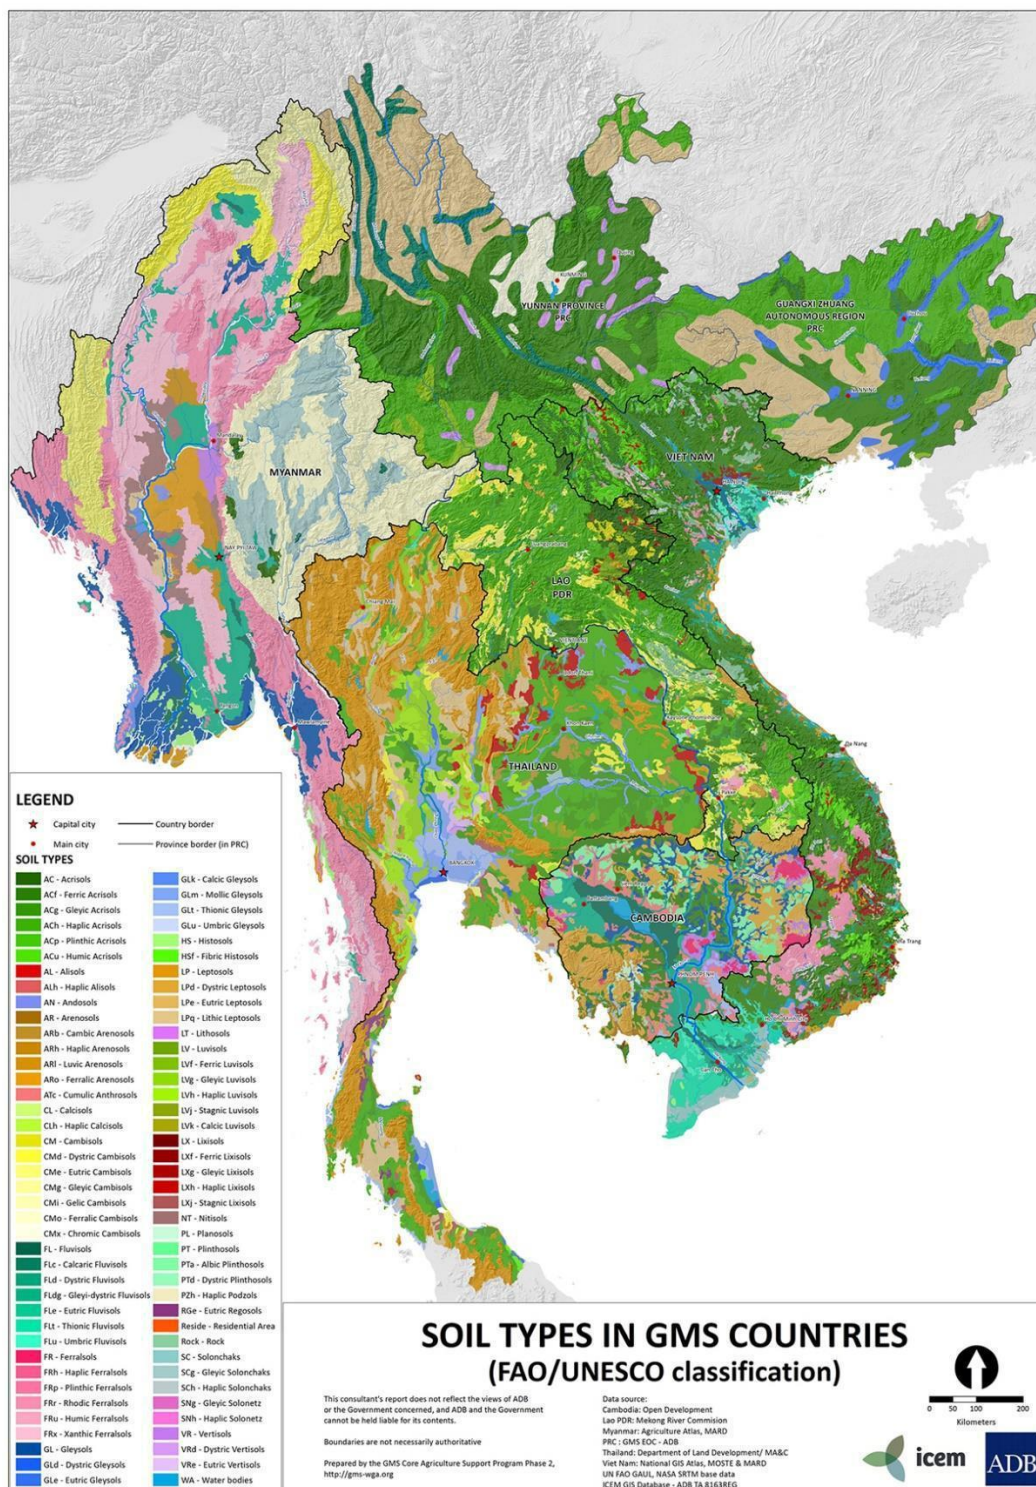 YUNNAN PROVINCE
PRC
GUANGXI ZHUANG
AUTONOMOUS REGION
PRC
NANNING
VIET NAM
Mandalay
MYANMAR
NAY PYI TAW
LAO
PDR
Chiang Mai
Khon Kaen
THAILAND
Da Nang
BANGKOK
CAMBODIA
LEGEND
Capital city
Country border
Main city
Province border (in PRC)
SOIL TYPES
AC - Acrisols
ACf - Ferric Acrisols
ACg - Gleyic Acrisols
ACh - Haplic Acrisols
ACp - Plinthic Acrisols
ACu - Humic Acrisols
AL - Alisols
ALh - Haplic Alisols
AN - Andosols
AR - Arenosols
ARb - Cambic Arenosols
ARh - Haplic Arenosols
ARl - Luvic Arenosols
ARo - Ferralic Arenosols
ATc - Cumulic Anthrosols
CL - Calcisols
CLh - Haplic Calcisols
CM - Cambisols
CMd - Dystric Cambisols
CMe - Eutric Cambisols
CMg - Gleyic Cambisols
CMi - Gelic Cambisols
CMo - Ferralic Cambisols
CMx - Chromic Cambisols
FL - Fluvisols
FLc - Calcaric Fluvisols
FLd - Dystric Fluvisols
FLdg - Gleyi-dystric Fluvisols
FLe - Eutric Fluvisols
FLt - Thionic Fluvisols
FLu - Umbric Fluvisols
FR - Ferralsols
FRh - Haplic Ferralsols
FRp - Plinthic Ferralsols
FRr - Rhodic Ferralsols
FRu - Humic Ferralsols
FRx - Xanthic Ferralsols
GL - Gleysols
GLd - Dystric Gleysols
GLe - Eutric Gleysols
GLk - Calcic Gleysols
GLm - Mollic Gleysols
GLt - Thionic Gleysols
GLu - Umbric Gleysols
HS - Histosols
HSf - Fibric Histosols
LP - Leptosols
LPd - Dystric Leptosols
LPe - Eutric Leptosols
LPq - Lithic Leptosols
LT - Lithosols
LV - Luvisols
LVf - Ferric Luvisols
LVg - Gleyic Luvisols
LVh - Haplic Luvisols
LVj - Stagnic Luvisols
LVk - Calcic Luvisols
LX - Lixisols
LXf - Ferric Lixisols
LXg - Gleyic Lixisols
LXh - Haplic Lixisols
LXj - Stagnic Lixisols
NT - Nitisols
PL - Planosols
PT - Plinthosols
PTa - Albic Plinthosols
PTd - Dystric Plinthosols
PZh - Haplic Podzols
RGe - Eutric Regosols
Reside - Residential Area
Rock - Rock
SC - Solonchaks
SCg - Gleyic Solonchaks
SCh - Haplic Solonchaks
SNg - Gleyic Solonetz
SNh - Haplic Solonetz
VR - Vertisols
VRd - Dystric Vertisols
VRe - Eutric Vertisols
WA - Water bodies
SOIL TYPES IN GMS COUNTRIES
(FAO/UNESCO classification)
This consultant's report does not reflect the views of ADB
or the Government concerned, and ADB and the Government
cannot be held liable for its contents.
Boundaries are not necessarily authoritative
Prepared by the GMS Core Agriculture Support Program Phase 2,
http://gms-wga.org
Data source:
Cambodia: Open Development
Lao PDR: Mekong River Commision
Myanmar: Agriculture Atlas, MARD
PRC : GMS EOC - ADB
Thailand: Department of Land Development/ MA&C
Viet Nam: National GIS Atlas, MOSTE & MARD
UN FAO GAUL, NASA SRTM base data
ICEM GIS Database - ADB TA 8163REG
0 50 100 200
Kilometers
icem
ADB